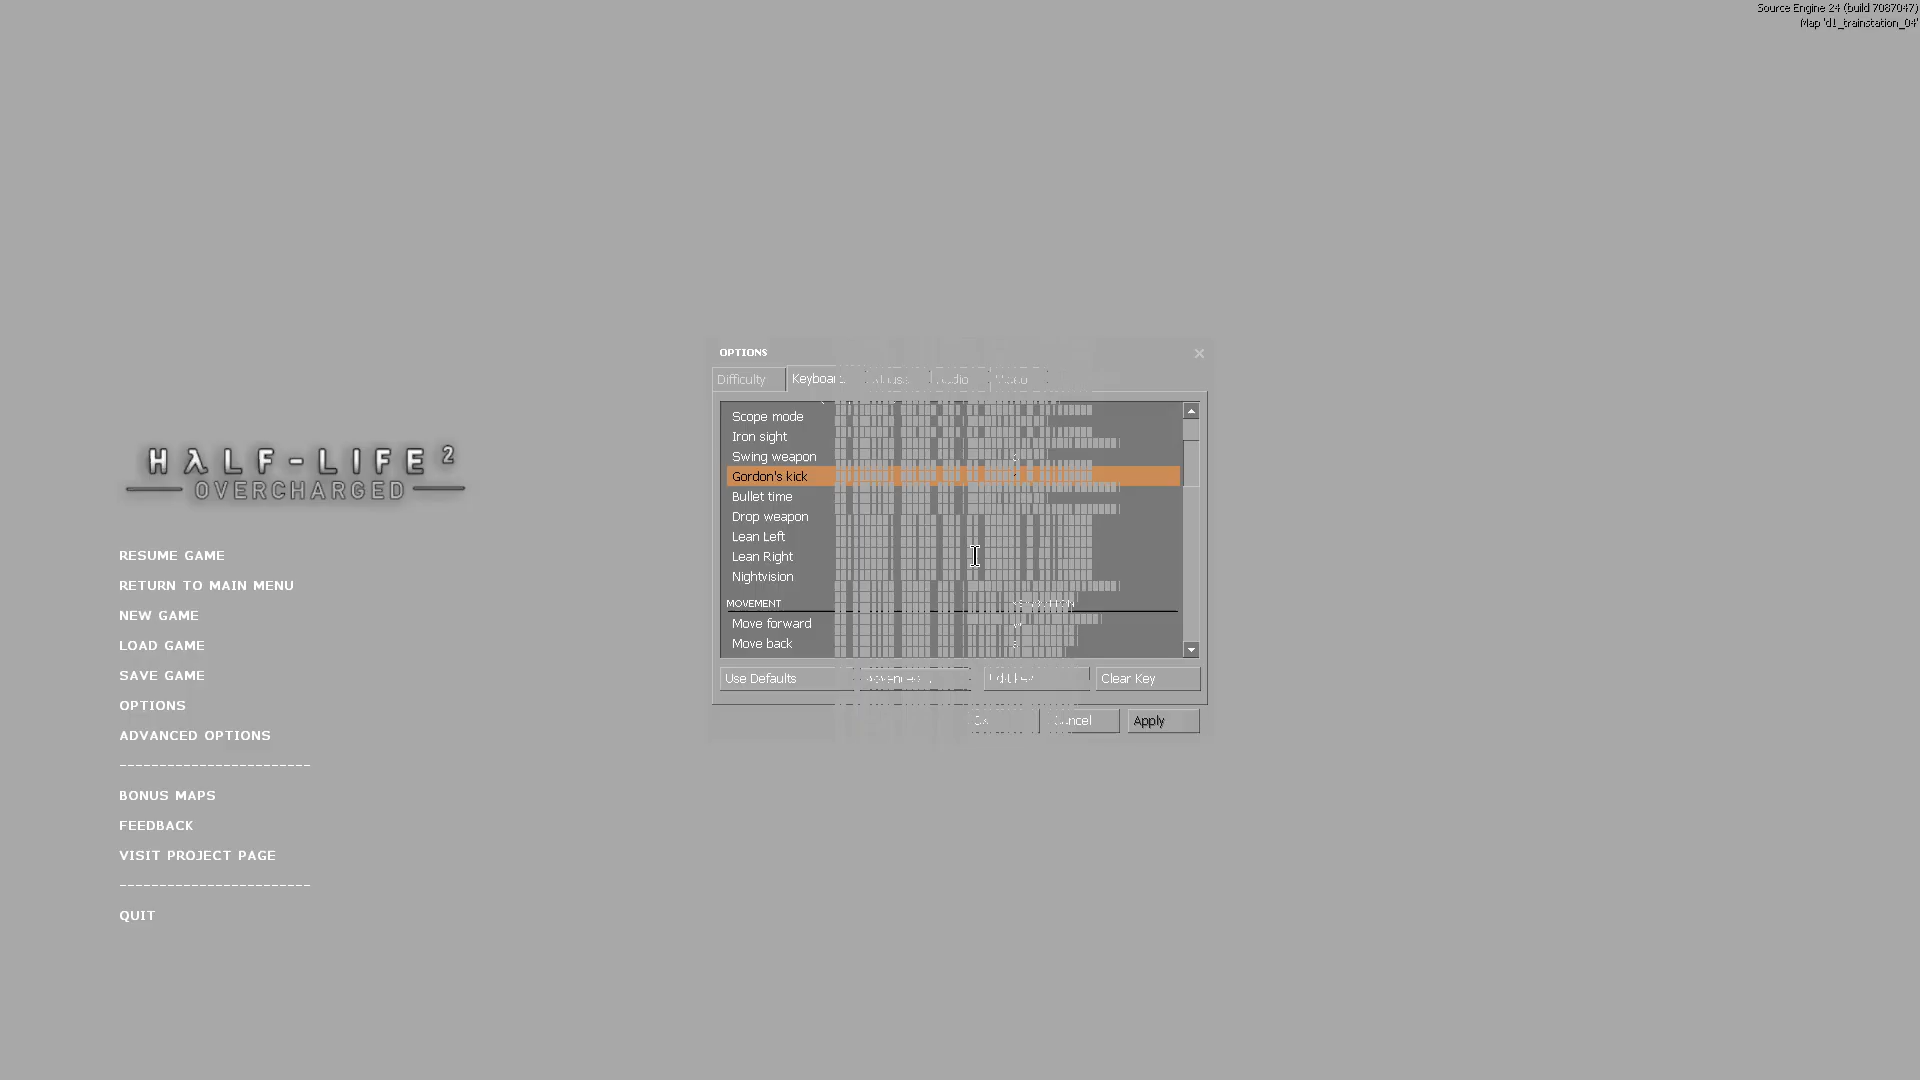 Source Engine 24 (build 7087047)
Map 'd1_trainstation_04'
OPTIONS
Difficulty
Scope mode
Iron sight
Swing weapon
Gordon's kick
Bullet time
Drop weapon
Lean Left
Lean Right
Nightvision
MOVEMENT
Move forward
Move back
Use Defaults
Clear Key
Apply
HλLF-LIFE 2
OVERCHARGED
RESUME GAME
RETURN TO MAIN MENU
NEW GAME
LOAD GAME
SAVE GAME
OPTIONS
ADVANCED OPTIONS
------------------------
BONUS MAPS
FEEDBACK
VISIT PROJECT PAGE
------------------------
QUIT